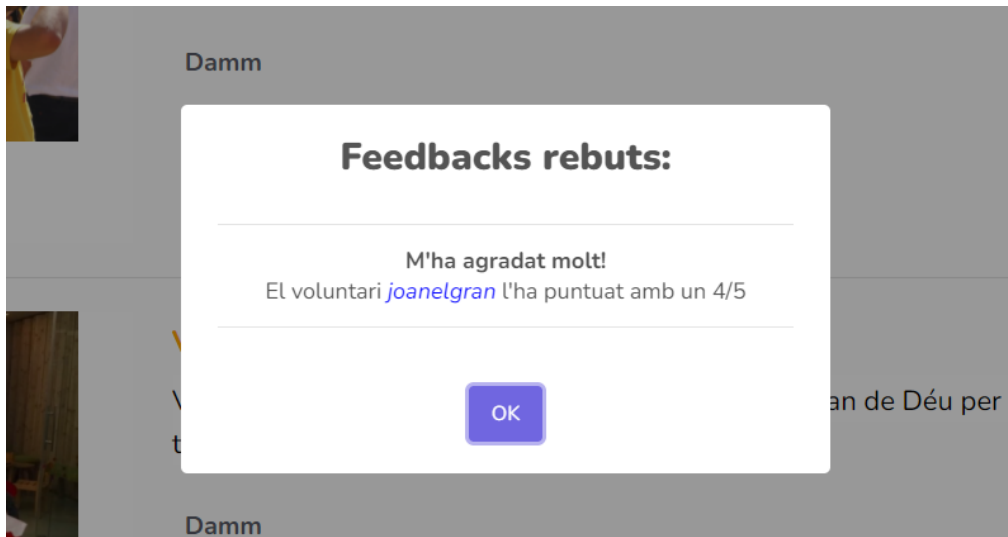 Damm
Feedbacks rebuts:
M'ha agradat molt!
El voluntari joanelgran l'ha puntuat amb un 4/5
OK
an de Déu per
Damm